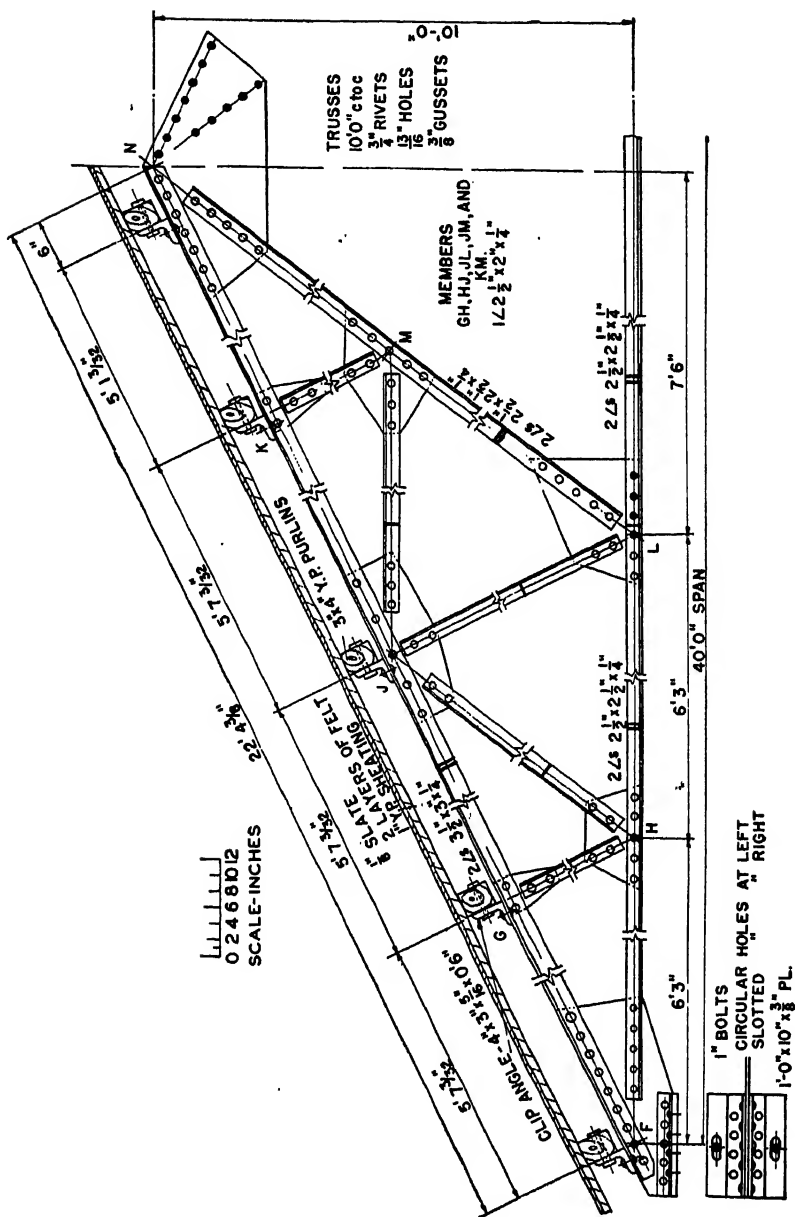 10'-0"
TRUSSES
10'0" c to c
3/4" RIVETS
13/16" HOLES
3/8" GUSSETS
N
6"
5' 1 3/32"
5' 7 3/32"
22' 4 3/8"
5' 7 3/32"
5' 7 3/32"
MEMBERS
GH, HJ, JL, JM, AND
KM.
1∠2 1/2" x 2" x 1/4"
K
M
3"x4" Y.P. PURLINS
2∠s 2 1/2" x 2 1/2" x 1/4"
2∠s 2 1/2" x 2 1/2" x 1/4"
7'6"
J
1/8" SLATE
2 LAYERS OF FELT
1" Y.P. SHEATING
0 2 4 6 8 10 12
SCALE-INCHES
2∠s 3 1/2" x 3" x 1/4"
L
2∠s 2 1/2" x 2 1/2" x 1/4"
6'3"
40'0" SPAN
G
H
CLIP ANGLE-4" x 3" x 5/16" x 0'6"
6'3"
F
1" BOLTS
CIRCULAR HOLES AT LEFT
SLOTTED " " RIGHT
1'-0" x 10" x 3/8" PL.